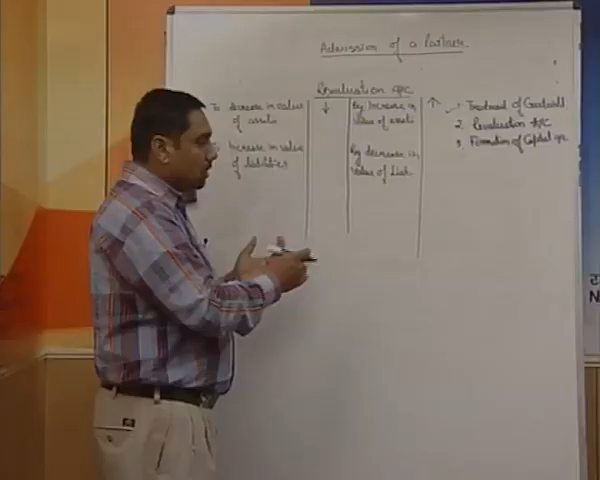 Admission of a Partner.
Revaluation A/C
To decrease in value
of assets
Increase in value
of liabilities
By Increase in
value of assets
By decrease in
value of Liab.
1. Treatment of Goodwill
2. Revaluation A/C
3. Formation of Capital a/c